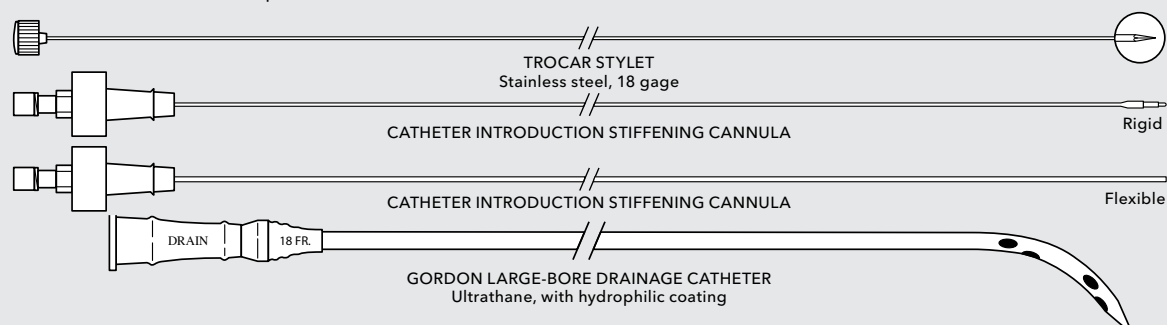 TROCAR STYLET
Stainless steel, 18 gage
CATHETER INTRODUCTION STIFFENING CANNULA
Rigid
CATHETER INTRODUCTION STIFFENING CANNULA
Flexible
DRAIN
18 FR.
GORDON LARGE-BORE DRAINAGE CATHETER
Ultrathane, with hydrophilic coating